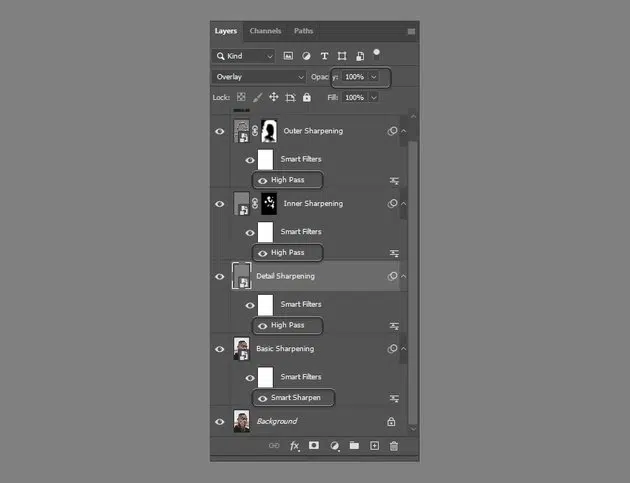 Layers Channels Paths
Kind
Overlay Opacity: 100%
Lock: Fill: 100%
Outer Sharpening
Smart Filters
High Pass
Inner Sharpening
Smart Filters
High Pass
Detail Sharpening
Smart Filters
High Pass
Basic Sharpening
Smart Filters
Smart Sharpen
Background
fx